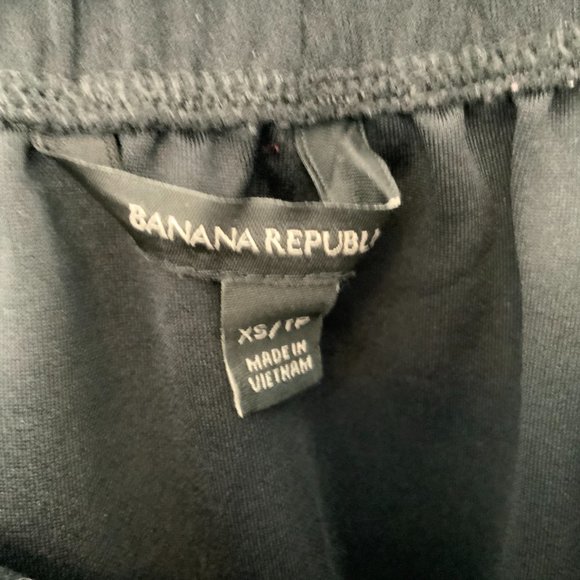 BANANA REPUBLI
XS/TP
MADE IN
VIETNAM